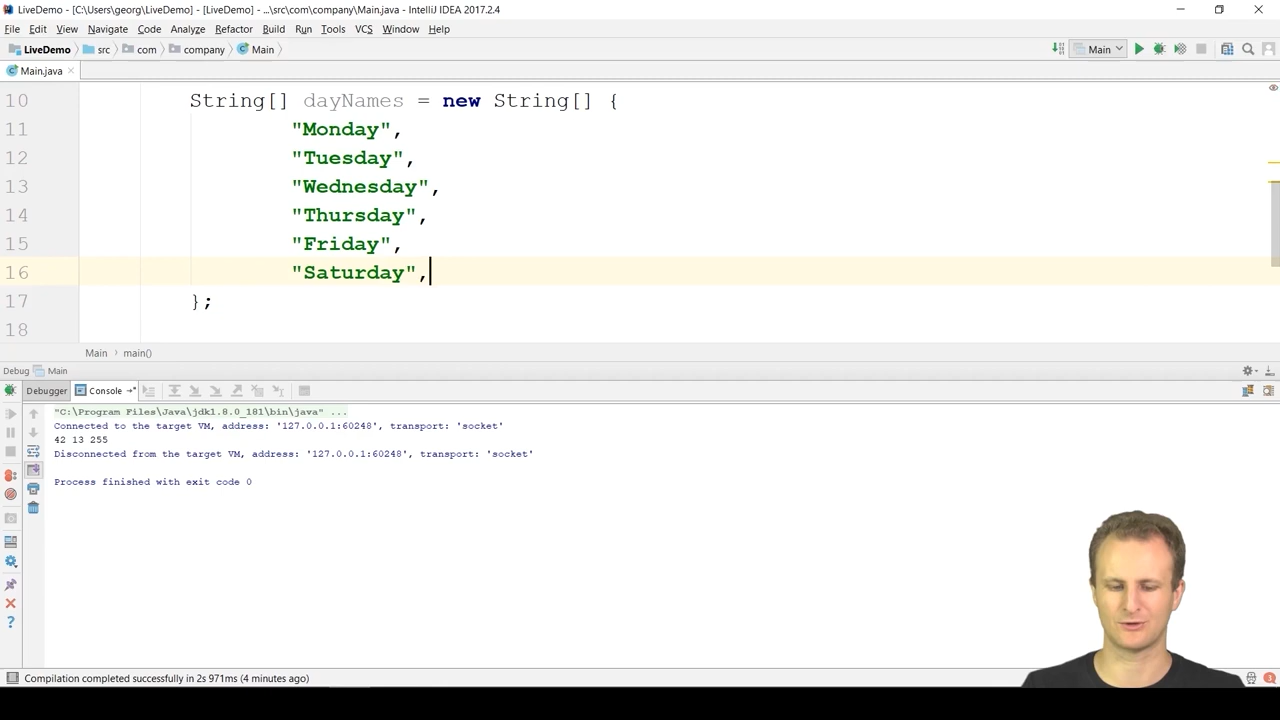 LiveDemo - [C:\Users\georg\LiveDemo] - [LiveDemo] - ...\src\com\company\Main.java - IntelliJ IDEA 2017.2.4
File Edit View Navigate Code Analyze Refactor Build Run Tools VCS Window Help
LiveDemo src com company Main Main
Main.java
10 String[] dayNames = new String[] {
11 "Monday",
12 "Tuesday",
13 "Wednesday",
14 "Thursday",
15 "Friday",
16 "Saturday",
17 };
18
Main main()
Debug Main
Debugger Console
"C:\Program Files\Java\jdk1.8.0_181\bin\java" ...
Connected to the target VM, address: '127.0.0.1:60248', transport: 'socket'
42 13 255
Disconnected from the target VM, address: '127.0.0.1:60248', transport: 'socket'
Process finished with exit code 0
Compilation completed successfully in 2s 971ms (4 minutes ago) 3